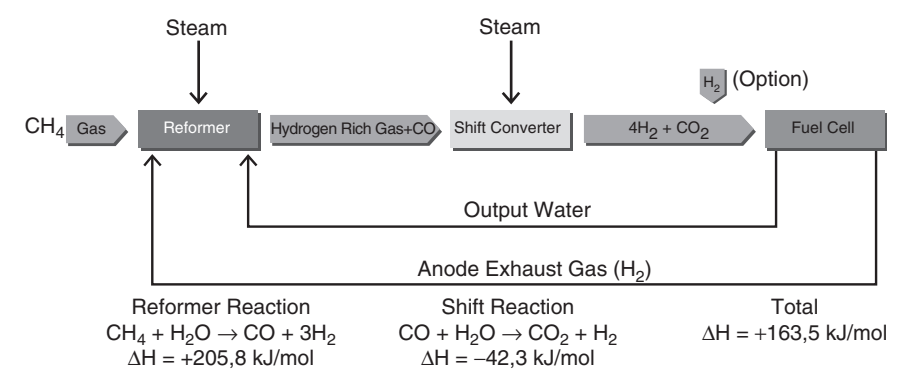 Steam
Steam
H₂ (Option)
CH₄ Gas
Reformer
Hydrogen Rich Gas+CO
Shift Converter
4H₂ + CO₂
Fuel Cell
Output Water
Anode Exhaust Gas (H₂)
Reformer Reaction
CH₄ + H₂O → CO + 3H₂
ΔH = +205,8 kJ/mol
Shift Reaction
CO + H₂O → CO₂ + H₂
ΔH = −42,3 kJ/mol
Total
ΔH = +163,5 kJ/mol